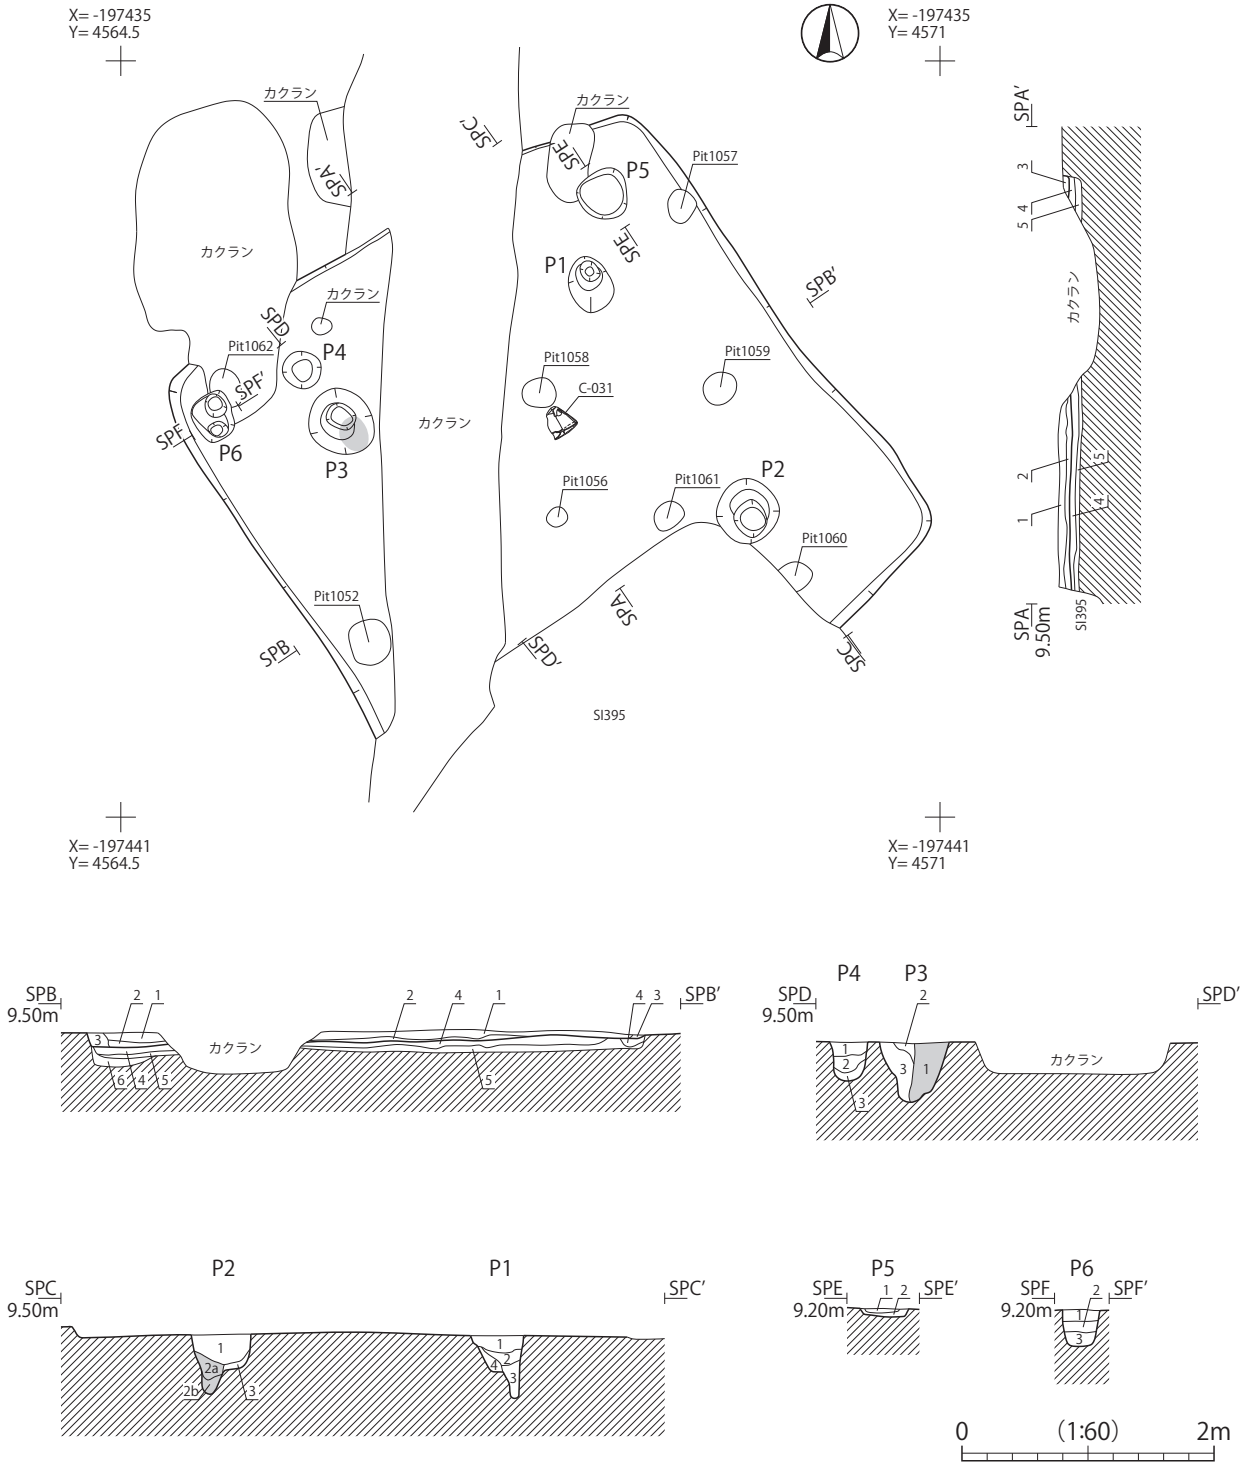 X= -197435
Y= 4564.5
X= -197435
Y= 4571
カクラン
カクラン
SPA'
SPC'
SPE
P5
Pit1057
カクラン
SPE'
P1
SPB'
カクラン
SPD
P4
Pit1062
SPF'
SPF
P6
P3
カクラン
Pit1058
C-031
Pit1059
Pit1056
Pit1061
P2
Pit1060
Pit1052
SPB
SPA
SPD'
SPC
SI395
SPA'
3
4
5
カクラン
2
1
5
4
SPA
9.50m
SI395
X= -197441
Y= 4564.5
X= -197441
Y= 4571
SPB
9.50m
2 1
3
カクラン
2 4 1
4 3
SPB'
6 4 5
5
P4 P3
SPD
9.50m
2
SPD'
1
2
3
3 1
カクラン
P2
P1
SPC
9.50m
SPC'
1
2a
2b
3
1
2
4
3
P5
SPE
9.20m
1 2
SPE'
P6
SPF
9.20m
2
SPF'
1
3
0 (1:60) 2m